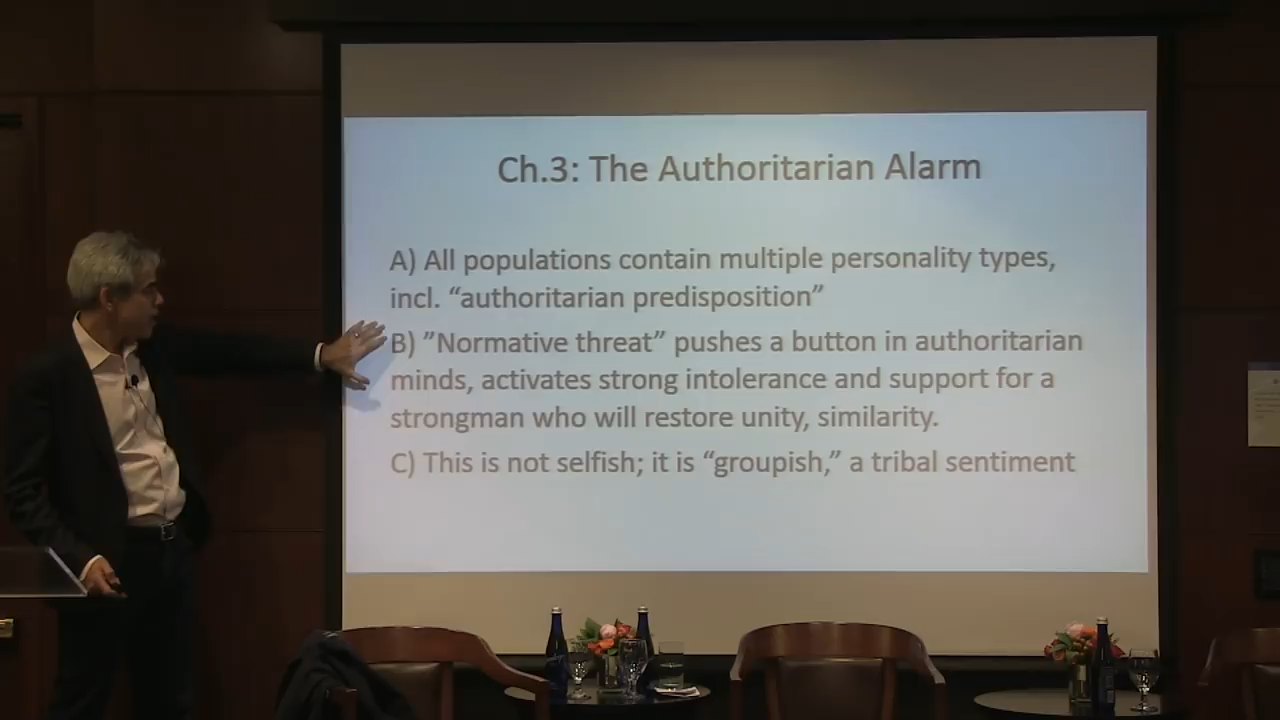 Ch.3: The Authoritarian Alarm
A) All populations contain multiple personality types,
incl. “authoritarian predisposition”
B) ”Normative threat” pushes a button in authoritarian
minds, activates strong intolerance and support for a
strongman who will restore unity, similarity.
C) This is not selfish; it is “groupish,” a tribal sentiment